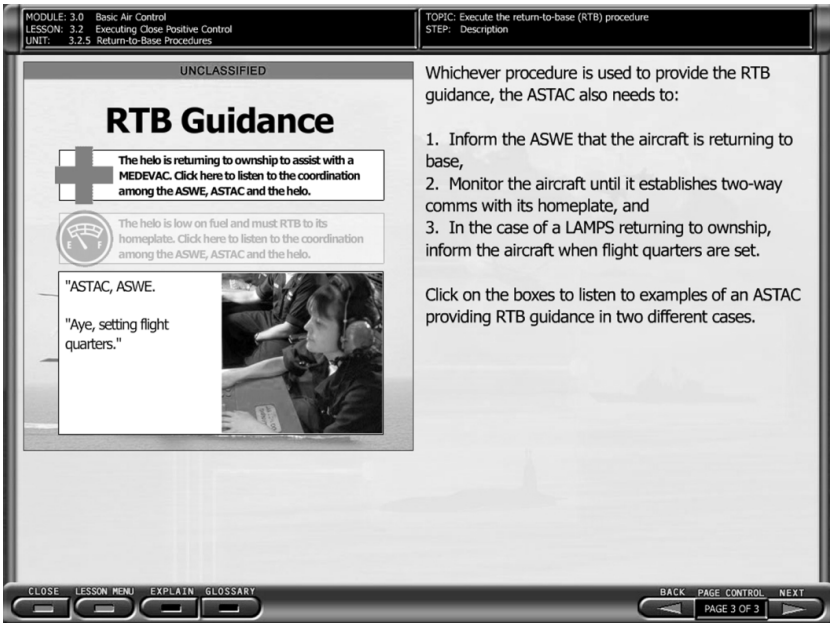 MODULE: 3.0 Basic Air Control
LESSON: 3.2 Executing Close Positive Control
UNIT: 3.2.5 Return-to-Base Procedures
TOPIC: Execute the return-to-base (RTB) procedure
STEP: Description
UNCLASSIFIED
RTB Guidance
The helo is returning to ownship to assist with a
MEDEVAC. Click here to listen to the coordination
among the ASWE, ASTAC and the helo.
E F
The helo is low on fuel and must RTB to its
homeplate. Click here to listen to the coordination
among the ASWE, ASTAC and the helo.
"ASTAC, ASWE.
"Aye, setting flight
quarters."
Whichever procedure is used to provide the RTB
guidance, the ASTAC also needs to:
1. Inform the ASWE that the aircraft is returning to
base,
2. Monitor the aircraft until it establishes two-way
comms with its homeplate, and
3. In the case of a LAMPS returning to ownship,
inform the aircraft when flight quarters are set.
Click on the boxes to listen to examples of an ASTAC
providing RTB guidance in two different cases.
CLOSE LESSON MENU EXPLAIN GLOSSARY
BACK PAGE CONTROL NEXT
PAGE 3 OF 3